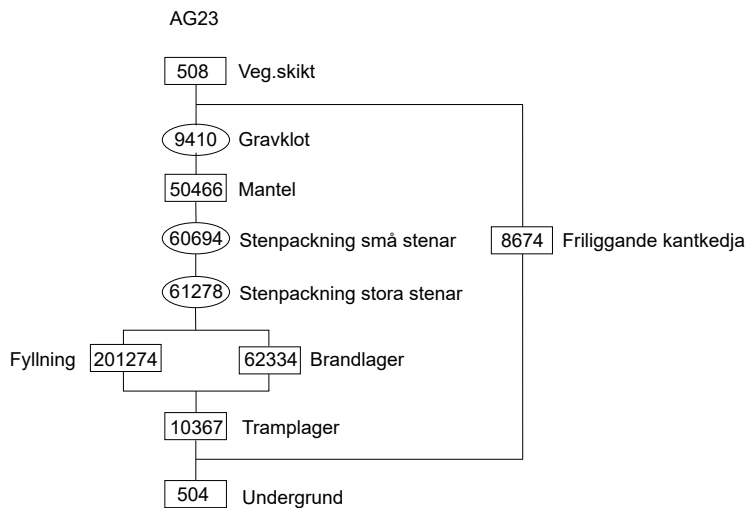 AG23
508 Veg.skikt
9410 Gravklot
50466 Mantel
60694 Stenpackning små stenar
8674 Friliggande kantkedja
61278 Stenpackning stora stenar
Fyllning 201274
62334 Brandlager
10367 Tramplager
504 Undergrund